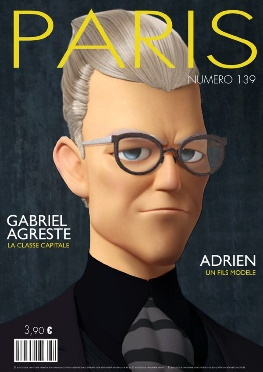 PARIS
NUMERO 139
GABRIEL
AGRESTE
LA CLASSE CAPITALE
ADRIEN
UN FILS MODELE
3,90 €